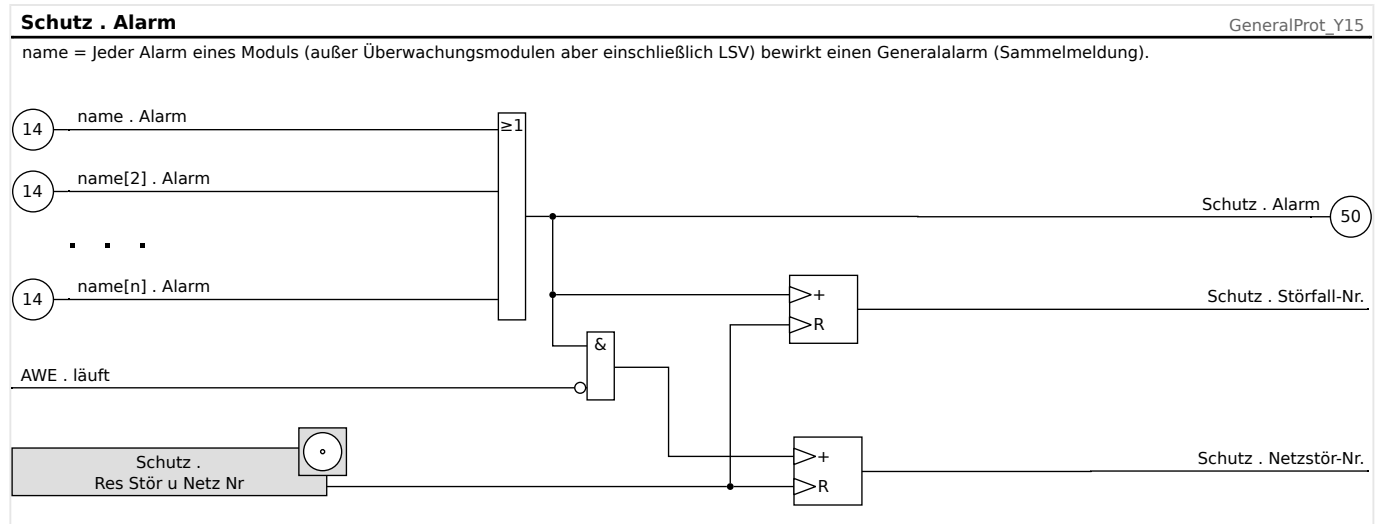 Schutz . Alarm
GeneralProt_Y15
name = Jeder Alarm eines Moduls (außer Überwachungsmodulen aber einschließlich LSV) bewirkt einen Generalalarm (Sammelmeldung).
14
name . Alarm
≥1
14
name[2] . Alarm
Schutz . Alarm
50
14
name[n] . Alarm
+
R
Schutz . Störfall-Nr.
&
AWE . läuft
Schutz .
Res Stör u Netz Nr
+
R
Schutz . Netzstör-Nr.